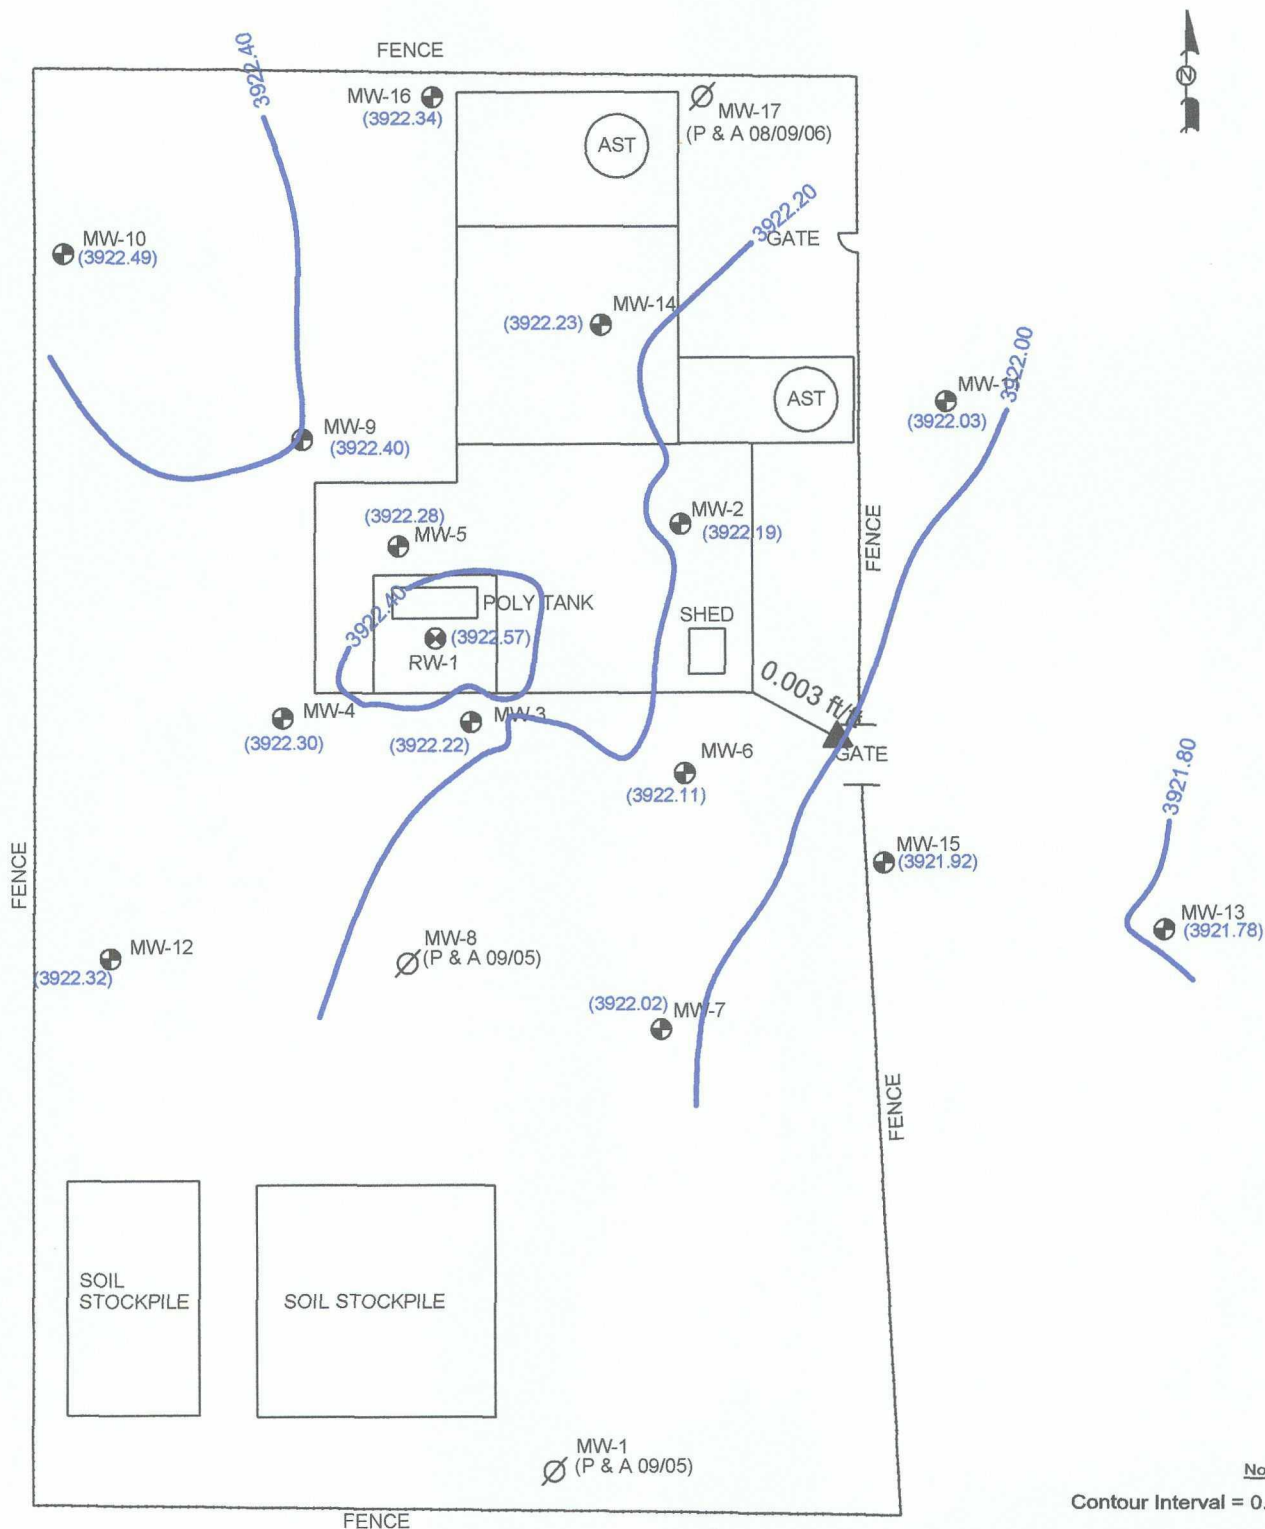 FENCE
3922.40
MW-16
(3922.34)
MW-17
(P & A 08/09/06)
AST
N
MW-10
(3922.49)
3922.20
GATE
MW-14
(3922.23)
MW-9
(3922.40)
AST
3922.00
(3922.03)
(3922.28)
MW-5
MW-2
(3922.19)
FENCE
3922.40
POLY TANK
SHED
(3922.57)
RW-1
0.003 ft/ft
MW-4
(3922.30)
MW-3
(3922.22)
MW-6
(3922.11)
GATE
3921.80
MW-15
(3921.92)
FENCE
MW-13
(3921.78)
MW-12
(3922.32)
MW-8
(P & A 09/05)
(3922.02)
MW-7
FENCE
SOIL
STOCKPILE
SOIL STOCKPILE
MW-1
(P & A 09/05)
Contour Interval = 0.
FENCE